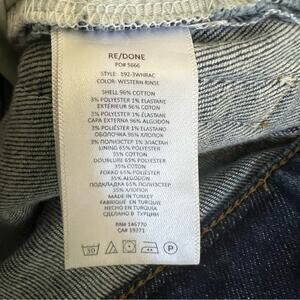 RE/DONE
PO# 5666
STYLE: 192-3WHRAC
COLOR: WESTERN RINSE
SHELL 96% COTTON
3% POLYESTER 1% ELASTANE
EXTÉRIEUR 96% COTON
3% POLYESTER 1% ELASTANE
CAPA EXTERNA 96% ALGODÓN
3% POLYESTER 1% ELASTANO
ОБОЛОЧКА 95% ХЛОПОК
3% ПОЛИЭСТЕР 1% ЭЛАСТАН
LINING 65% POLYESTER
35% COTTON
DOUBLURE 65% POLYESTER
35% COTON
FORRO 65% POLIÉSTER
35% ALGODÓN
ПОДКЛАДКА 65% ПОЛИЭСТЕР
35% ХЛОПОК
MADE IN TURKEY
FABRIQUÉ EN TURQUIE
HECHO EN TURQUÍA
СДЕЛАНО В ТУРЦИИ
RN# 146770
CA# 19371
30
P